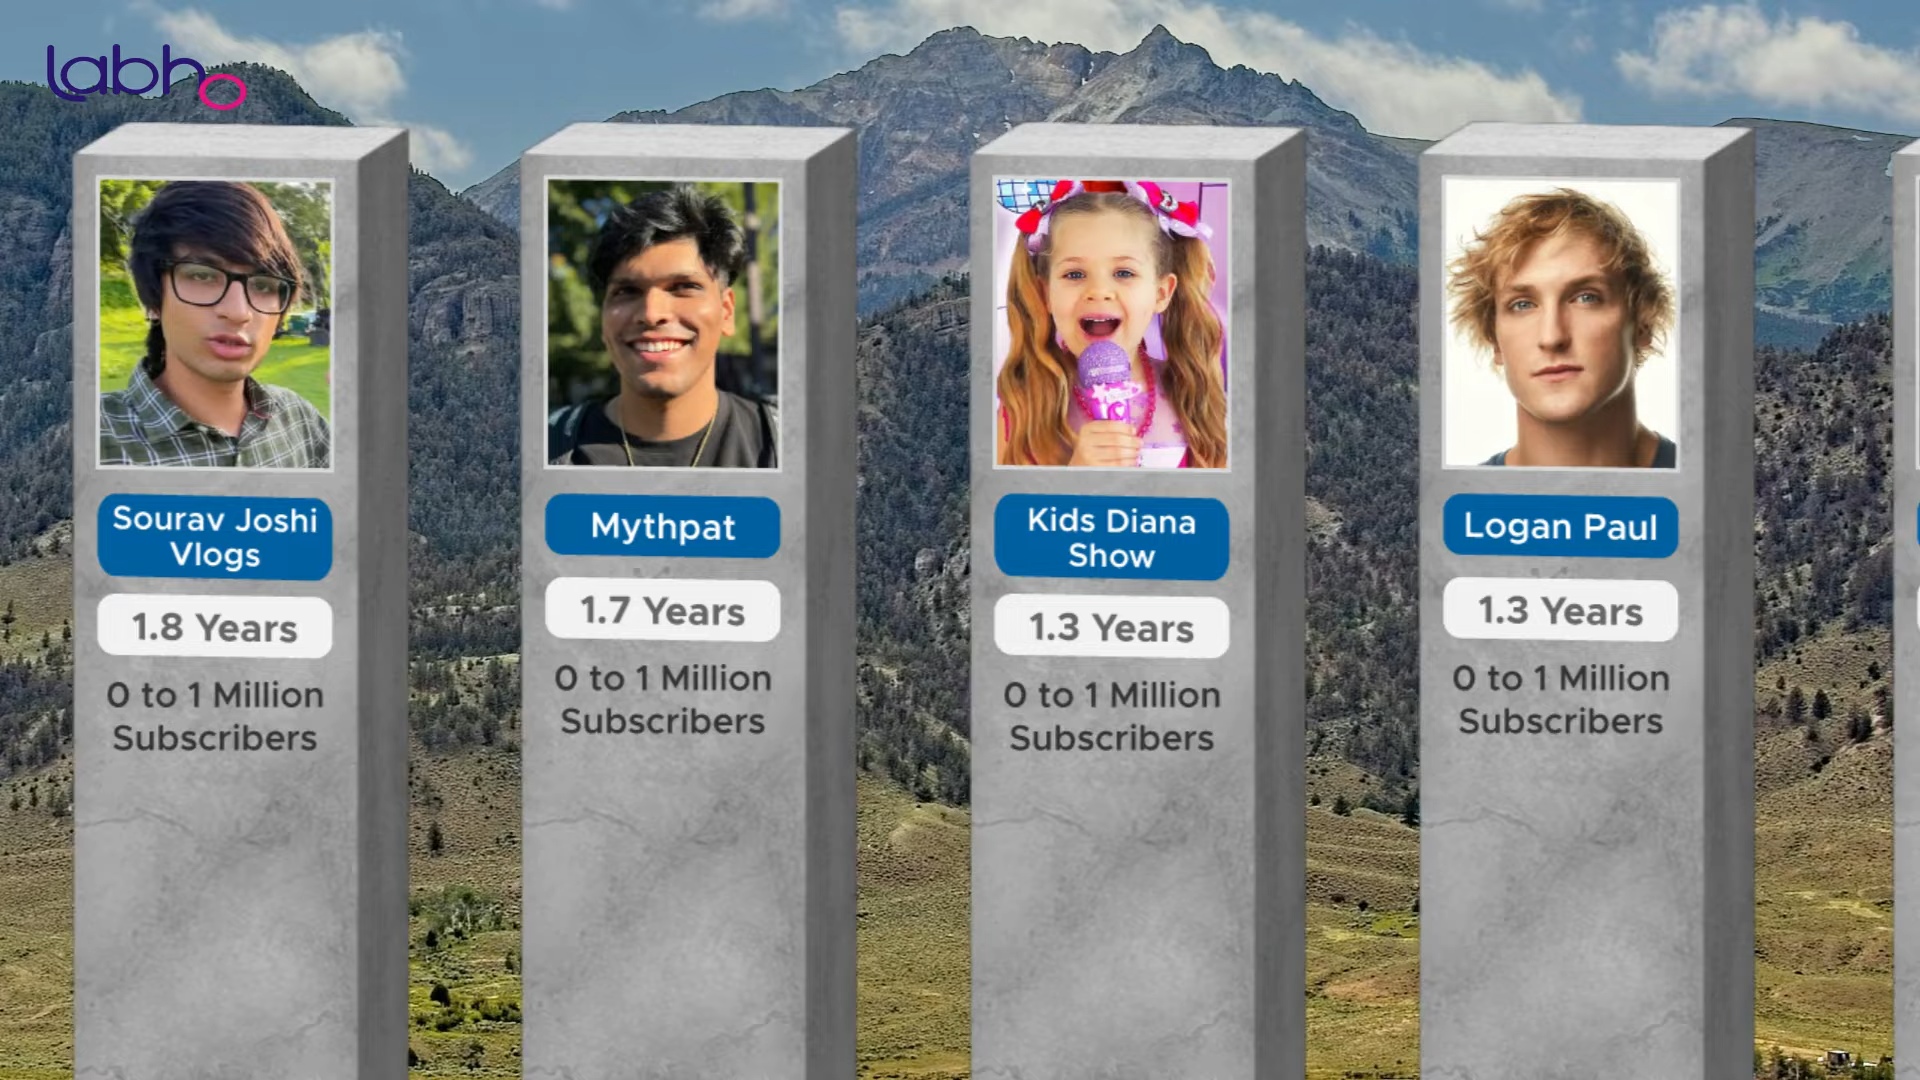 labho
Sourav Joshi
Vlogs
1.8 Years
0 to 1 Million
Subscribers
Mythpat
1.7 Years
0 to 1 Million
Subscribers
Kids Diana
Show
1.3 Years
0 to 1 Million
Subscribers
Logan Paul
1.3 Years
0 to 1 Million
Subscribers